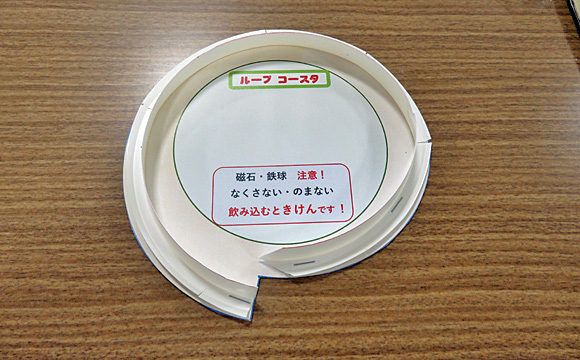 ループ コースタ
磁石・鉄球 注意！
なくさない・のまない
飲み込むときけんです！